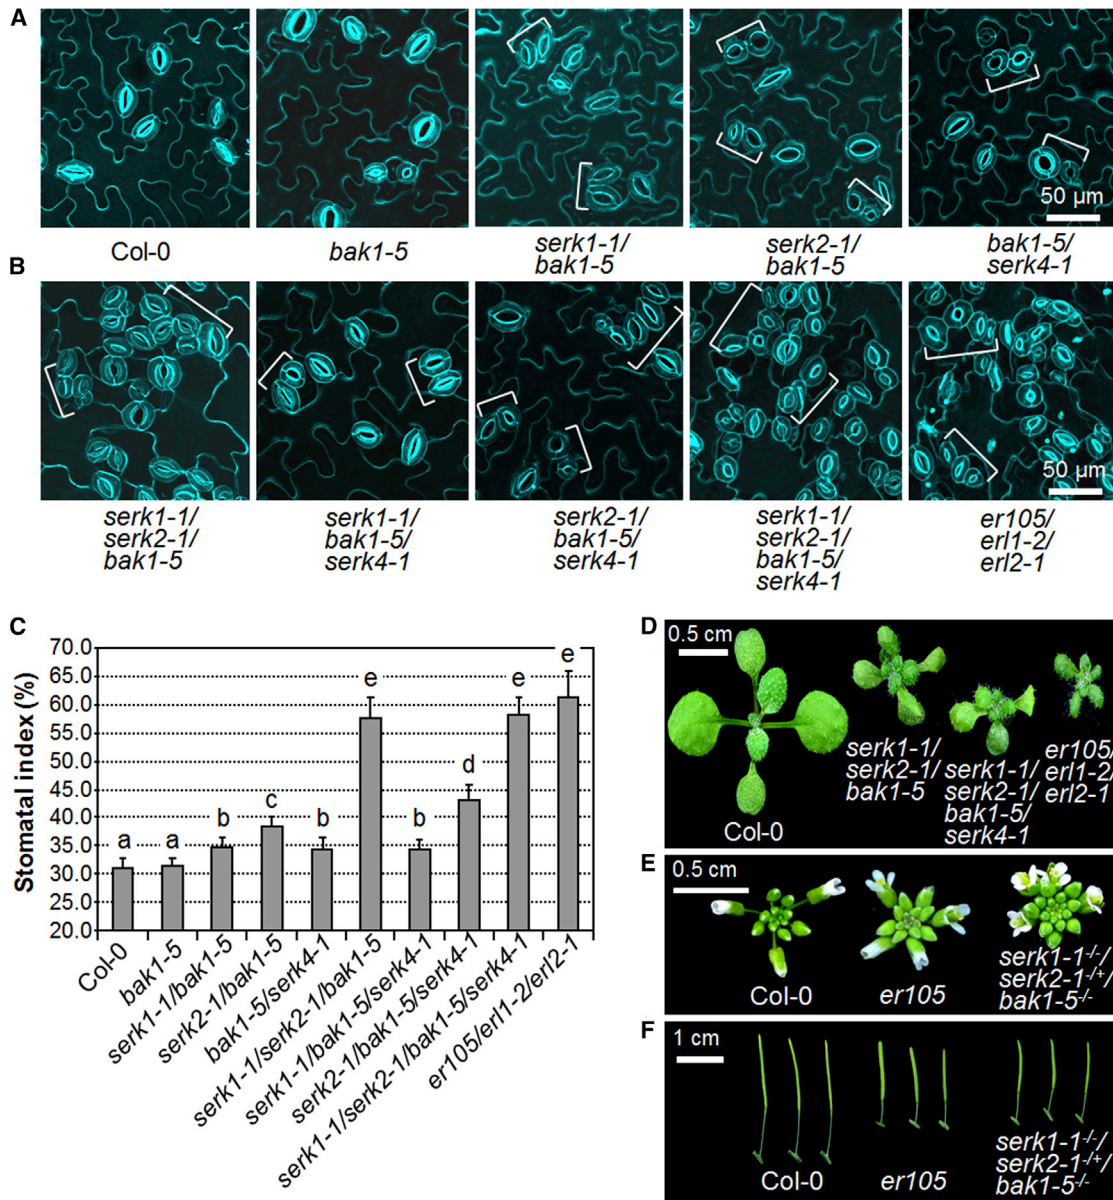 A
50 µm
Col-0
bak1-5
serk1-1/
bak1-5
serk2-1/
bak1-5
bak1-5/
serk4-1
B
50 µm
serk1-1/
serk2-1/
bak1-5
serk1-1/
bak1-5/
serk4-1
serk2-1/
bak1-5/
serk4-1
serk1-1/
serk2-1/
bak1-5/
serk4-1
er105/
erl1-2/
erl2-1
C
Stomatal index (%)
70.0
65.0
60.0
55.0
50.0
45.0
40.0
35.0
30.0
25.0
20.0
a
a
b
c
b
e
b
d
e
e
Col-0
bak1-5
serk1-1/bak1-5
serk2-1/bak1-5
bak1-5/serk4-1
serk1-1/serk2-1/bak1-5
serk1-1/bak1-5/serk4-1
serk2-1/bak1-5/serk4-1
serk1-1/serk2-1/bak1-5/serk4-1
er105/erl1-2/erl2-1
D
0.5 cm
Col-0
serk1-1/
serk2-1/
bak1-5
serk1-1/
serk2-1/
bak1-5/
serk4-1
er105/
erl1-2/
erl2-1
E
0.5 cm
Col-0
er105
serk1-1-/-/
serk2-1-/+/
bak1-5-/-
F
1 cm
Col-0
er105
serk1-1-/-/
serk2-1-/+/
bak1-5-/-